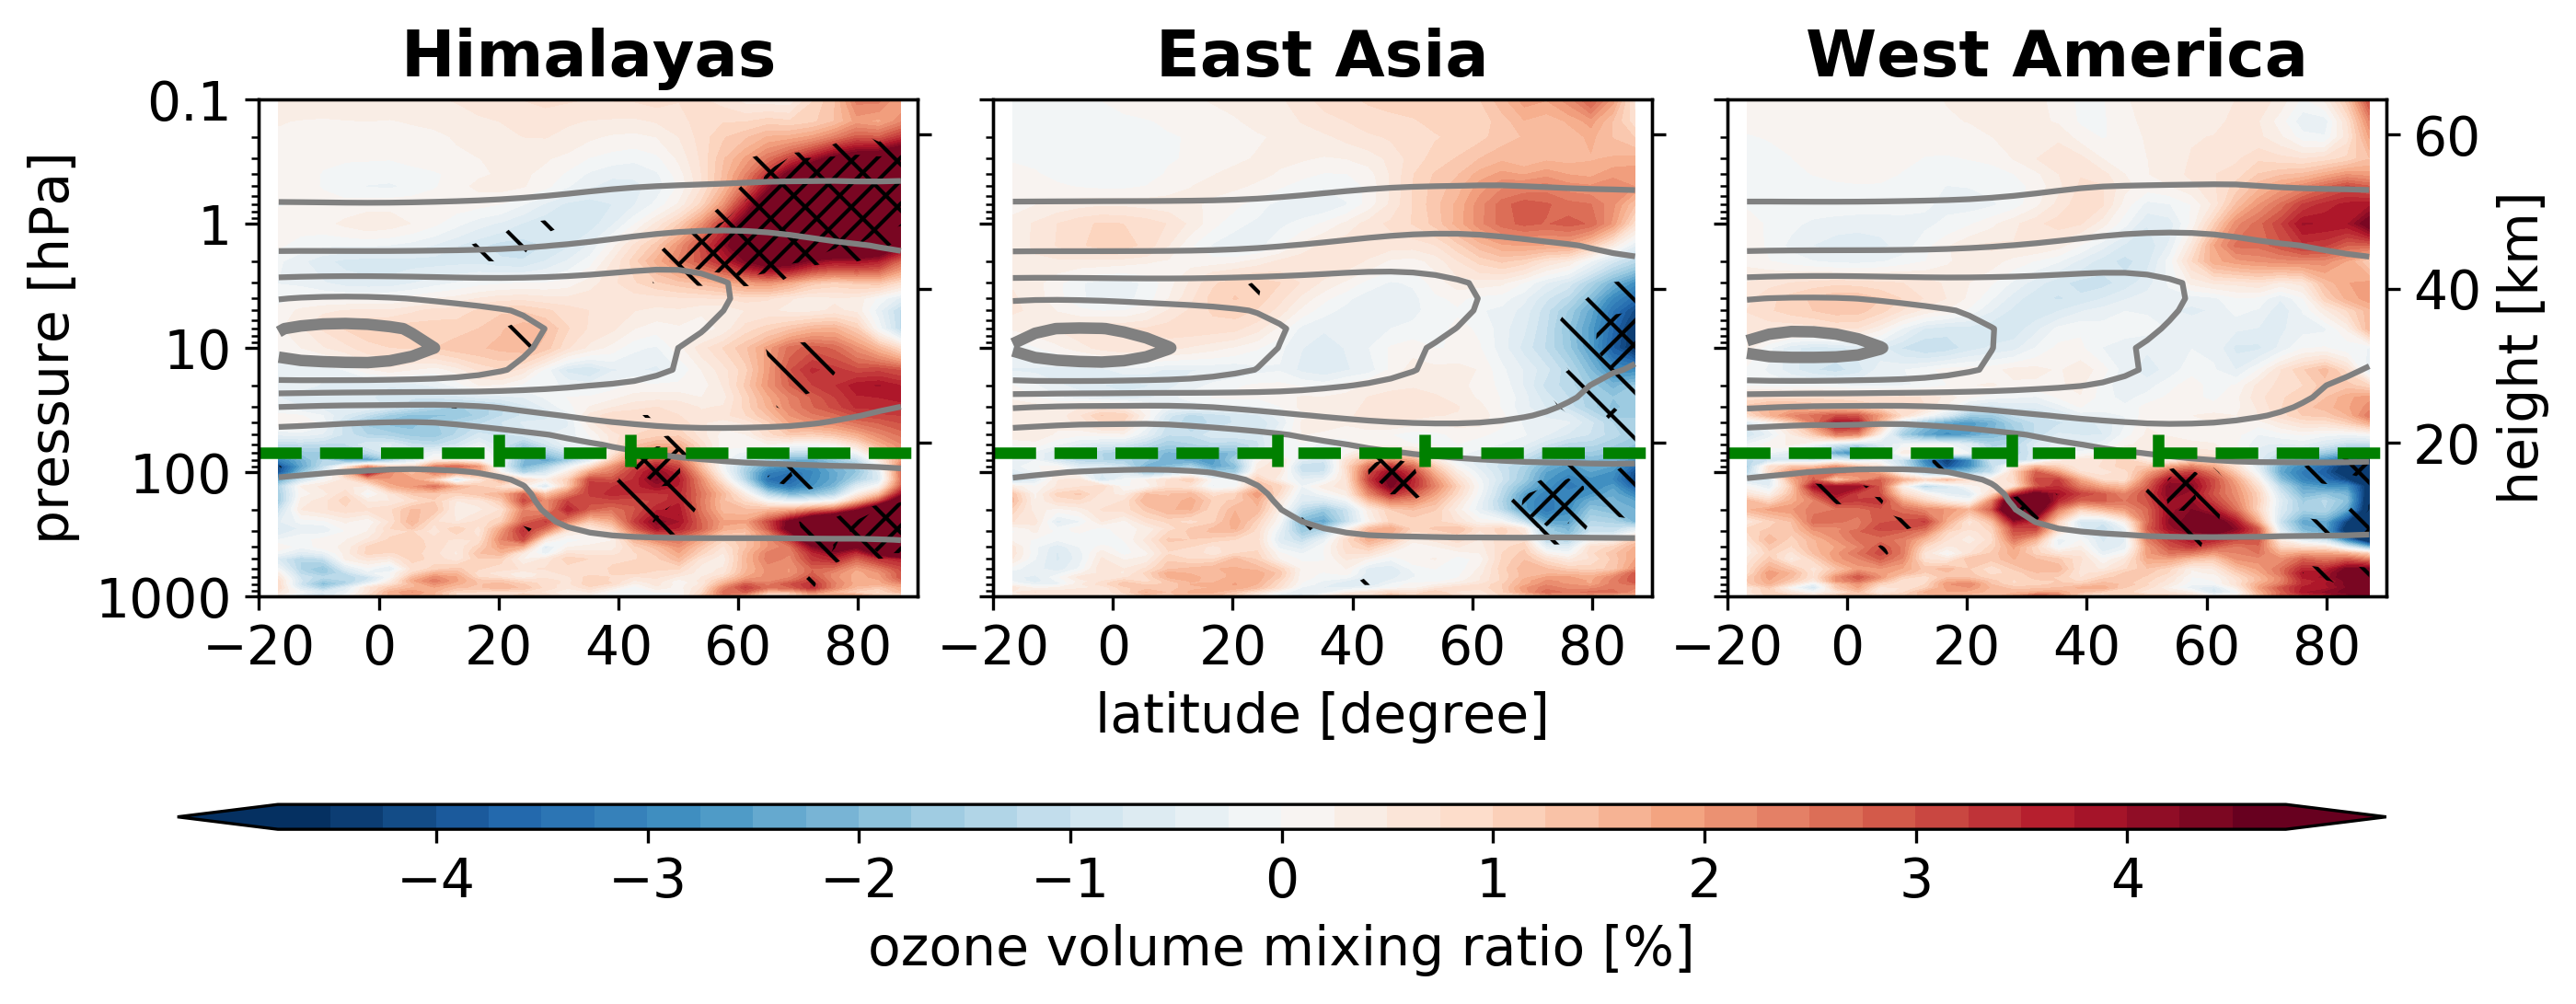 Himalayas East Asia West America
0.1
1
10
100
1000
pressure [hPa]
60
40
20
height [km]
−20 0 20 40 60 80 −20 0 20 40 60 80 −20 0 20 40 60 80
latitude [degree]
−4 −3 −2 −1 0 1 2 3 4
ozone volume mixing ratio [%]